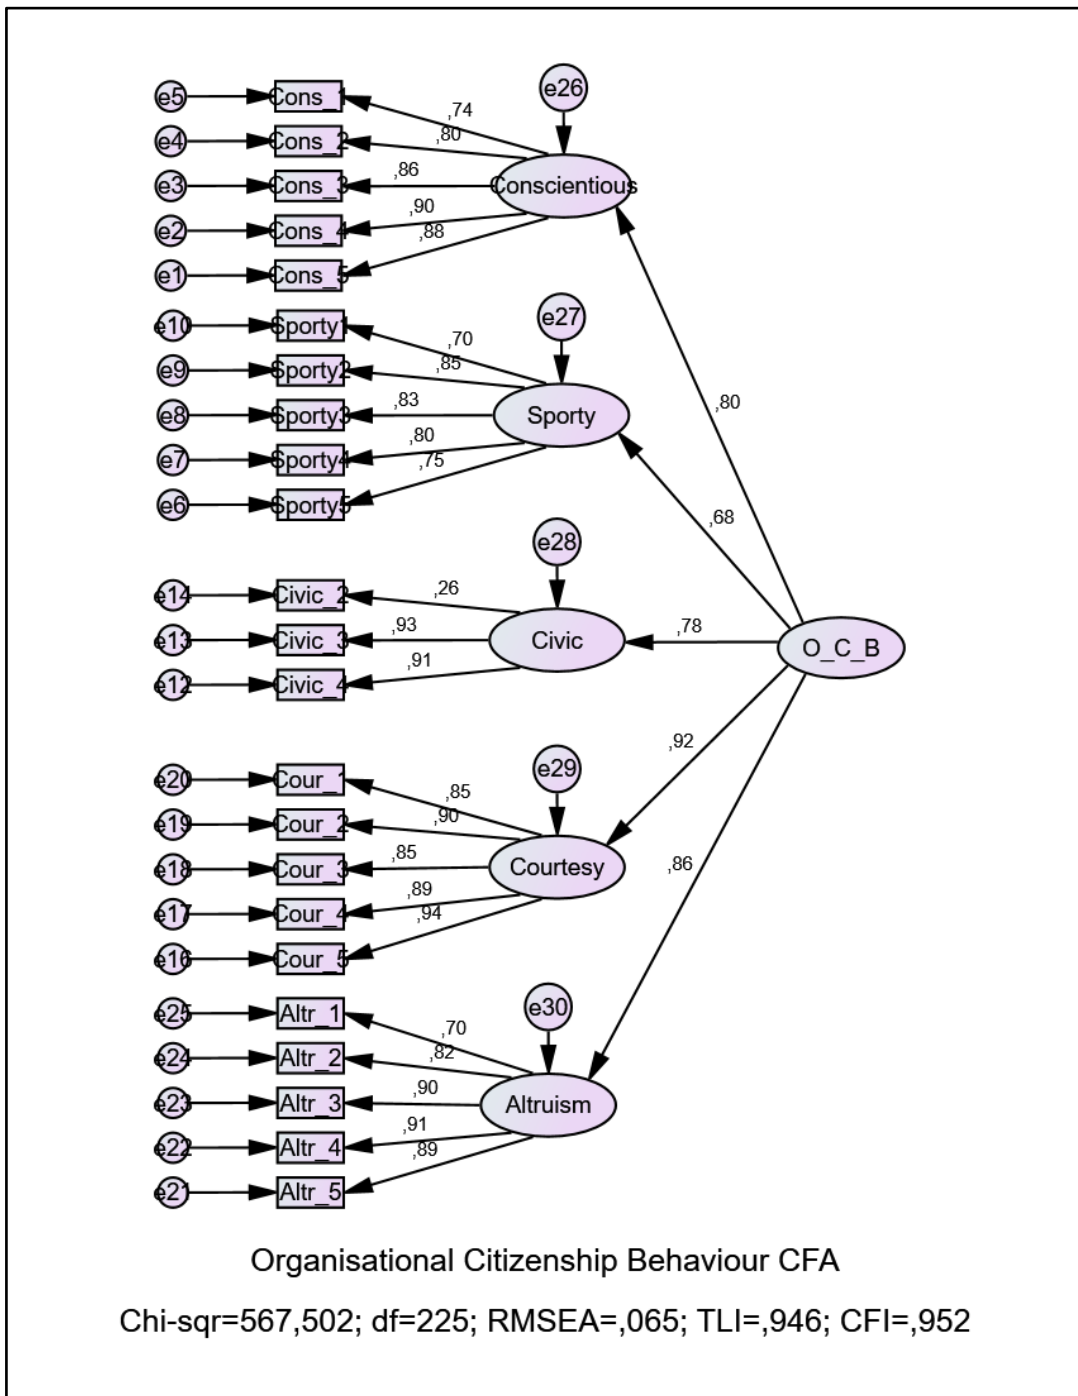 e26
e5 Cons_1 ,74
e4 Cons_2 ,80
e3 Cons_3 ,86 Conscientious
e2 Cons_4 ,90
e1 Cons_5 ,88
e27
e10 Sporty1 ,70
e9 Sporty2 ,85
e8 Sporty3 ,83 Sporty ,80
e7 Sporty4 ,80
e6 Sporty5 ,75
,68
e28
e14 Civic_2 ,26
e13 Civic_3 ,93 Civic ,78 O_C_B
e12 Civic_4 ,91
,92
e29
e20 Cour_1 ,85
e19 Cour_2 ,90
e18 Cour_3 ,85 Courtesy ,86
e17 Cour_4 ,89
e16 Cour_5 ,94
e30
e25 Altr_1 ,70
e24 Altr_2 ,82
e23 Altr_3 ,90 Altruism
e22 Altr_4 ,91
e21 Altr_5 ,89
Organisational Citizenship Behaviour CFA
Chi-sqr=567,502; df=225; RMSEA=,065; TLI=,946; CFI=,952